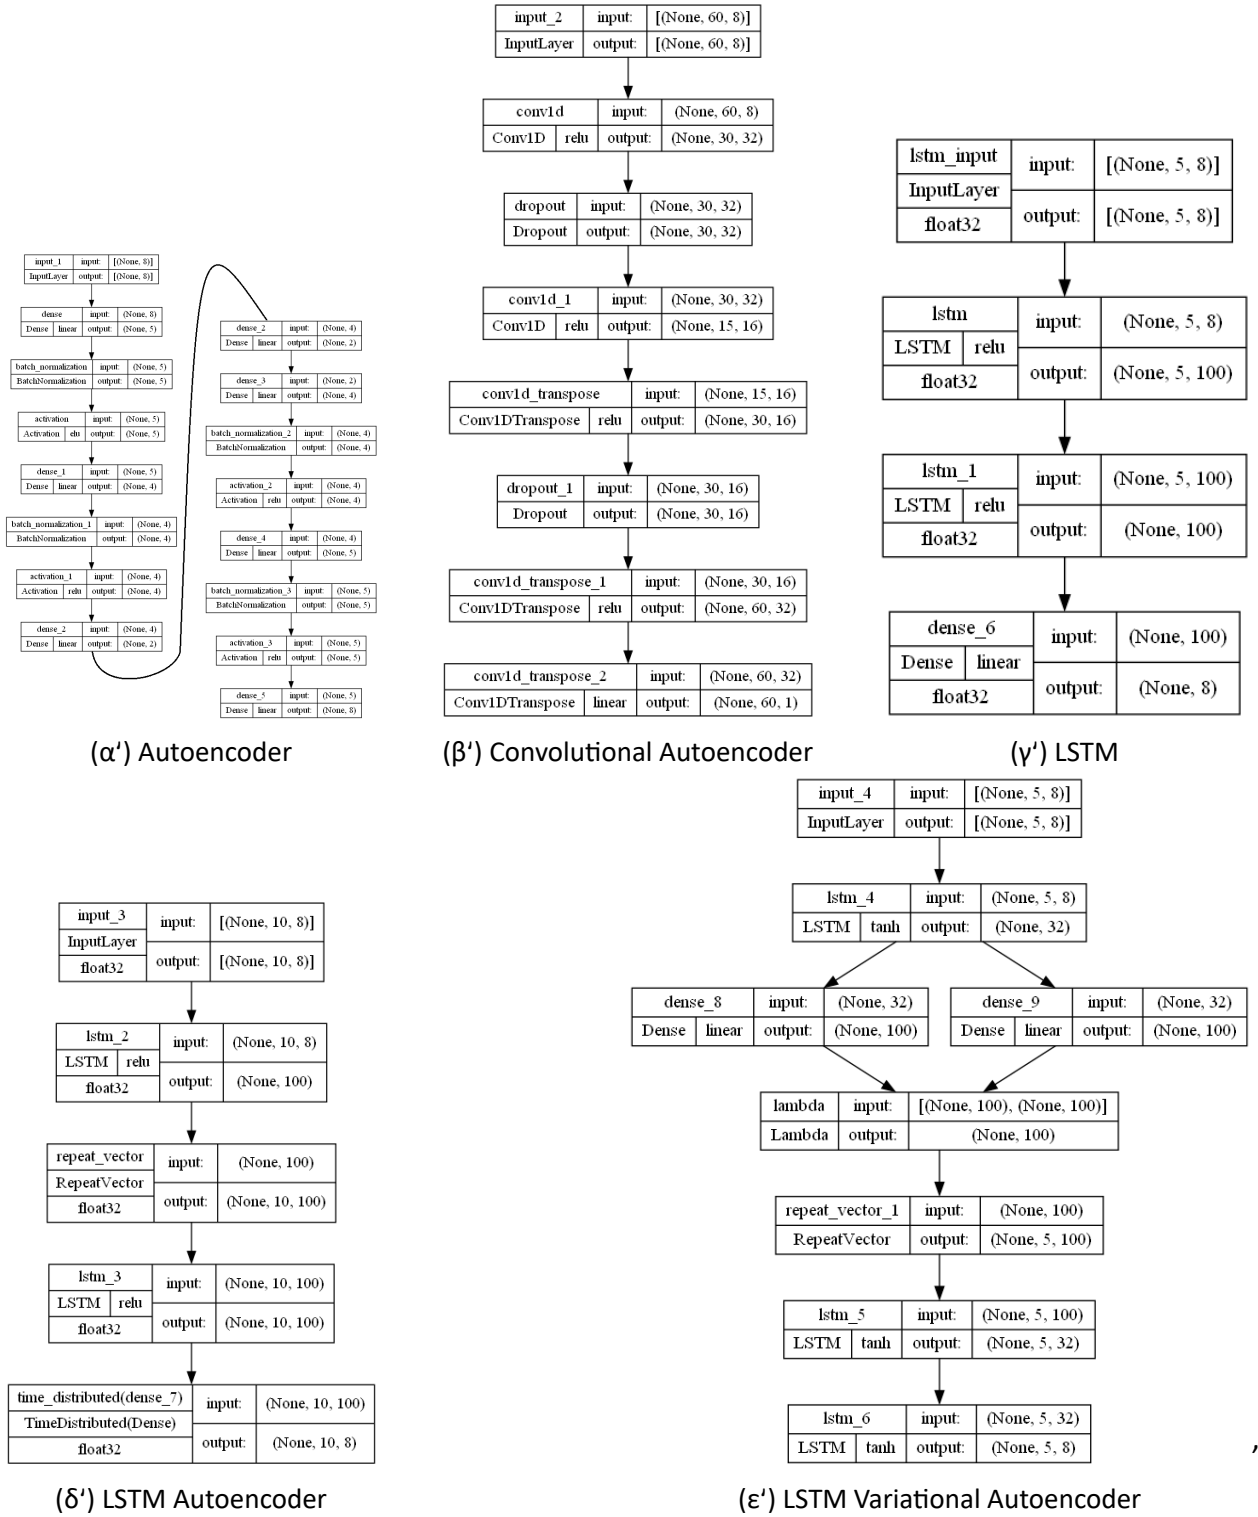 input_1 input: [(None, 8)]
InputLayer output: [(None, 8)]
dense input: (None, 8)
Dense linear output: (None, 5)
batch_normalization input: (None, 5)
BatchNormalization output: (None, 5)
activation input: (None, 5)
Activation elu output: (None, 5)
dense_1 input: (None, 5)
Dense linear output: (None, 4)
batch_normalization_1 input: (None, 4)
BatchNormalization output: (None, 4)
activation_1 input: (None, 4)
Activation relu output: (None, 4)
dense_2 input: (None, 4)
Dense linear output: (None, 2)
dense_2 input: (None, 4)
Dense linear output: (None, 2)
dense_3 input: (None, 2)
Dense linear output: (None, 4)
batch_normalization_2 input: (None, 4)
BatchNormalization output: (None, 4)
activation_2 input: (None, 4)
Activation relu output: (None, 4)
dense_4 input: (None, 4)
Dense linear output: (None, 5)
batch_normalization_3 input: (None, 5)
BatchNormalization output: (None, 5)
activation_3 input: (None, 5)
Activation relu output: (None, 5)
dense_5 input: (None, 5)
Dense linear output: (None, 8)
(α‘) Autoencoder
input_2 input: [(None, 60, 8)]
InputLayer output: [(None, 60, 8)]
conv1d input: (None, 60, 8)
Conv1D relu output: (None, 30, 32)
dropout input: (None, 30, 32)
Dropout output: (None, 30, 32)
conv1d_1 input: (None, 30, 32)
Conv1D relu output: (None, 15, 16)
conv1d_transpose input: (None, 15, 16)
Conv1DTranspose relu output: (None, 30, 16)
dropout_1 input: (None, 30, 16)
Dropout output: (None, 30, 16)
conv1d_transpose_1 input: (None, 30, 16)
Conv1DTranspose relu output: (None, 60, 32)
conv1d_transpose_2 input: (None, 60, 32)
Conv1DTranspose linear output: (None, 60, 1)
(β‘) Convolutional Autoencoder
lstm_input input: [(None, 5, 8)]
InputLayer
float32 output: [(None, 5, 8)]
lstm input: (None, 5, 8)
LSTM relu
float32 output: (None, 5, 100)
lstm_1 input: (None, 5, 100)
LSTM relu
float32 output: (None, 100)
dense_6 input: (None, 100)
Dense linear
float32 output: (None, 8)
(γ‘) LSTM
input_3 input: [(None, 10, 8)]
InputLayer
float32 output: [(None, 10, 8)]
lstm_2 input: (None, 10, 8)
LSTM relu
float32 output: (None, 100)
repeat_vector input: (None, 100)
RepeatVector
float32 output: (None, 10, 100)
lstm_3 input: (None, 10, 100)
LSTM relu
float32 output: (None, 10, 100)
time_distributed(dense_7) input: (None, 10, 100)
TimeDistributed(Dense)
float32 output: (None, 10, 8)
(δ‘) LSTM Autoencoder
input_4 input: [(None, 5, 8)]
InputLayer output: [(None, 5, 8)]
lstm_4 input: (None, 5, 8)
LSTM tanh output: (None, 32)
dense_8 input: (None, 32)
Dense linear output: (None, 100)
dense_9 input: (None, 32)
Dense linear output: (None, 100)
lambda input: [(None, 100), (None, 100)]
Lambda output: (None, 100)
repeat_vector_1 input: (None, 100)
RepeatVector output: (None, 5, 100)
lstm_5 input: (None, 5, 100)
LSTM tanh output: (None, 5, 32)
lstm_6 input: (None, 5, 32)
LSTM tanh output: (None, 5, 8)
,
(ε‘) LSTM Variational Autoencoder